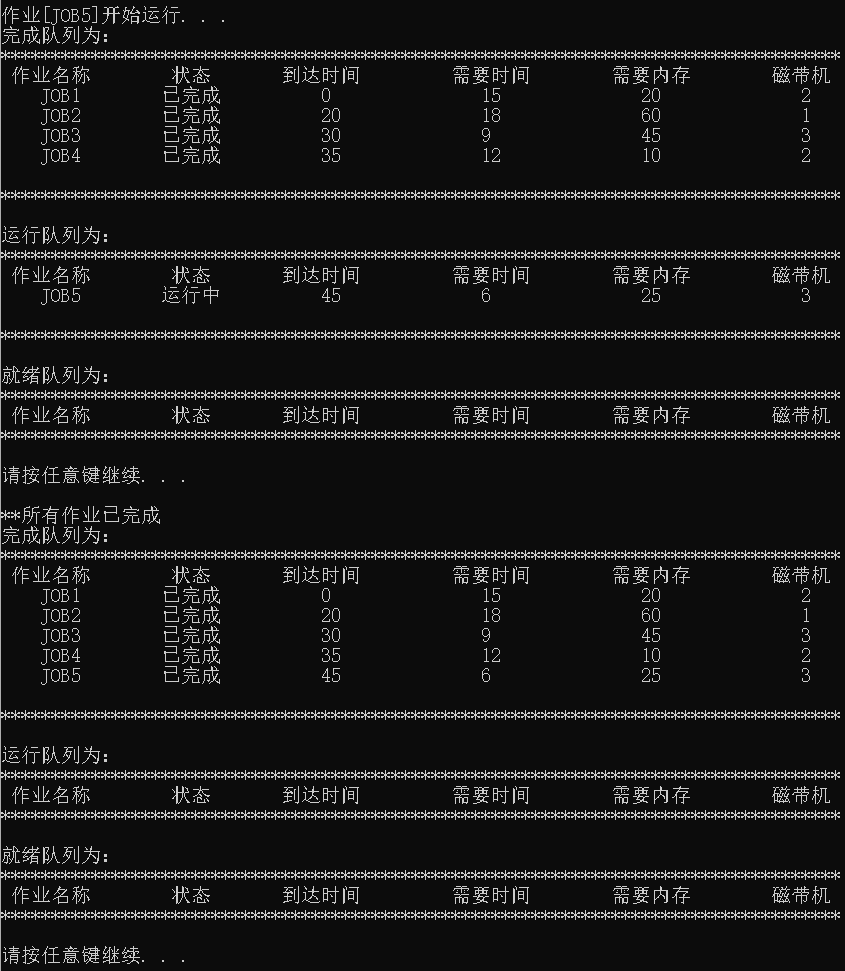 作业[JOB5]开始运行. . .
完成队列为:
************************************************************************************
作业名称 状态 到达时间 需要时间 需要内存 磁带机
JOB1 已完成 0 15 20 2
JOB2 已完成 20 18 60 1
JOB3 已完成 30 9 45 3
JOB4 已完成 35 12 10 2
************************************************************************************
运行队列为:
************************************************************************************
作业名称 状态 到达时间 需要时间 需要内存 磁带机
JOB5 运行中 45 6 25 3
************************************************************************************
就绪队列为:
************************************************************************************
作业名称 状态 到达时间 需要时间 需要内存 磁带机
************************************************************************************
请按任意键继续. . .
**所有作业已完成
完成队列为:
************************************************************************************
作业名称 状态 到达时间 需要时间 需要内存 磁带机
JOB1 已完成 0 15 20 2
JOB2 已完成 20 18 60 1
JOB3 已完成 30 9 45 3
JOB4 已完成 35 12 10 2
JOB5 已完成 45 6 25 3
************************************************************************************
运行队列为:
************************************************************************************
作业名称 状态 到达时间 需要时间 需要内存 磁带机
************************************************************************************
就绪队列为:
************************************************************************************
作业名称 状态 到达时间 需要时间 需要内存 磁带机
************************************************************************************
请按任意键继续. . .